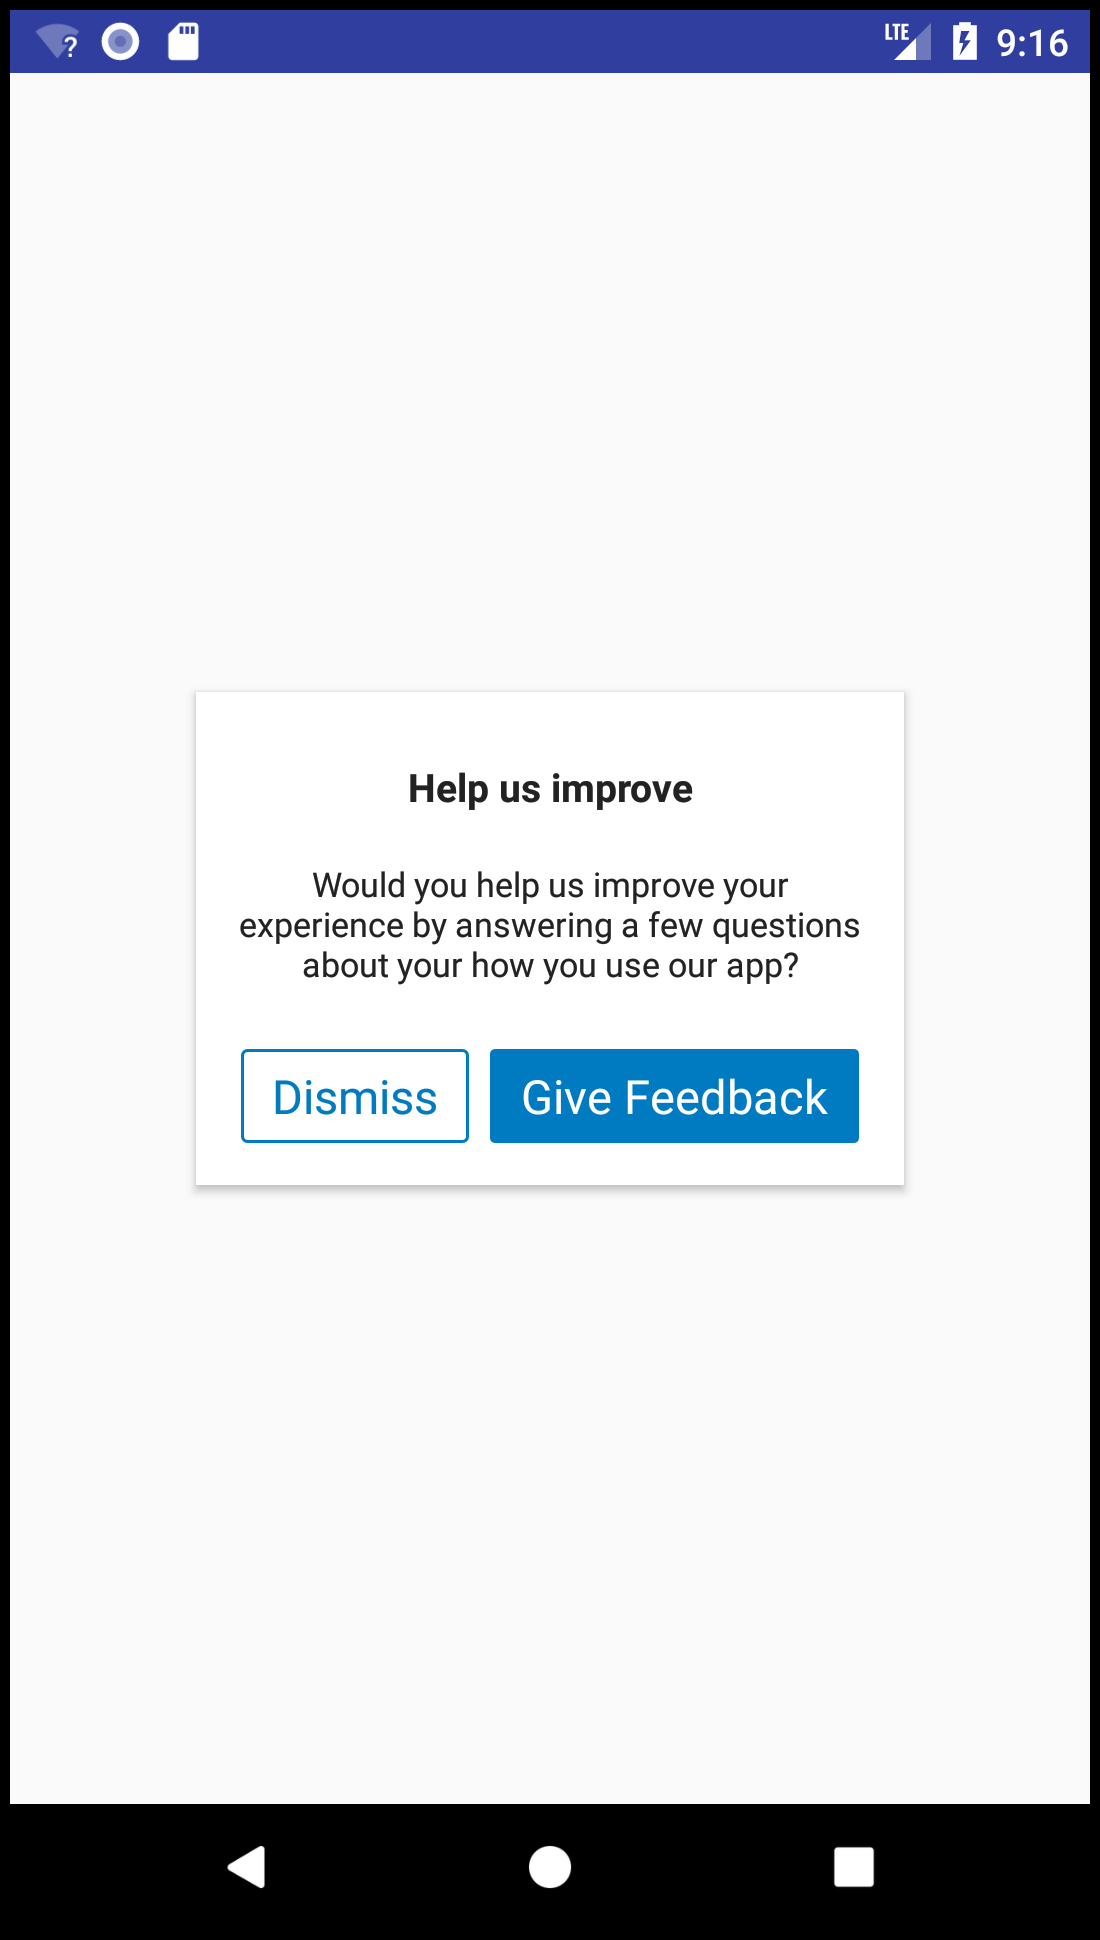 LTE 9:16
Help us improve
Would you help us improve your
experience by answering a few questions
about your how you use our app?
Dismiss Give Feedback